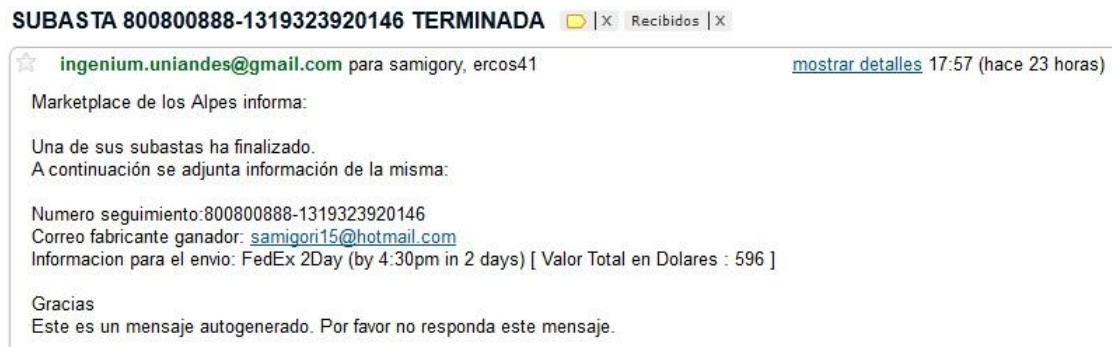 SUBASTA 800800888-1319323920146 TERMINADA | X Recibidos | X
ingenium.uniandes@gmail.com para samigory, ercos41 mostrar detalles 17:57 (hace 23 horas)
Marketplace de los Alpes informa:
Una de sus subastas ha finalizado.
A continuación se adjunta información de la misma:
Numero seguimiento:800800888-1319323920146
Correo fabricante ganador: samigori15@hotmail.com
Informacion para el envio: FedEx 2Day (by 4:30pm in 2 days) [ Valor Total en Dolares : 596 ]
Gracias
Este es un mensaje autogenerado. Por favor no responda este mensaje.